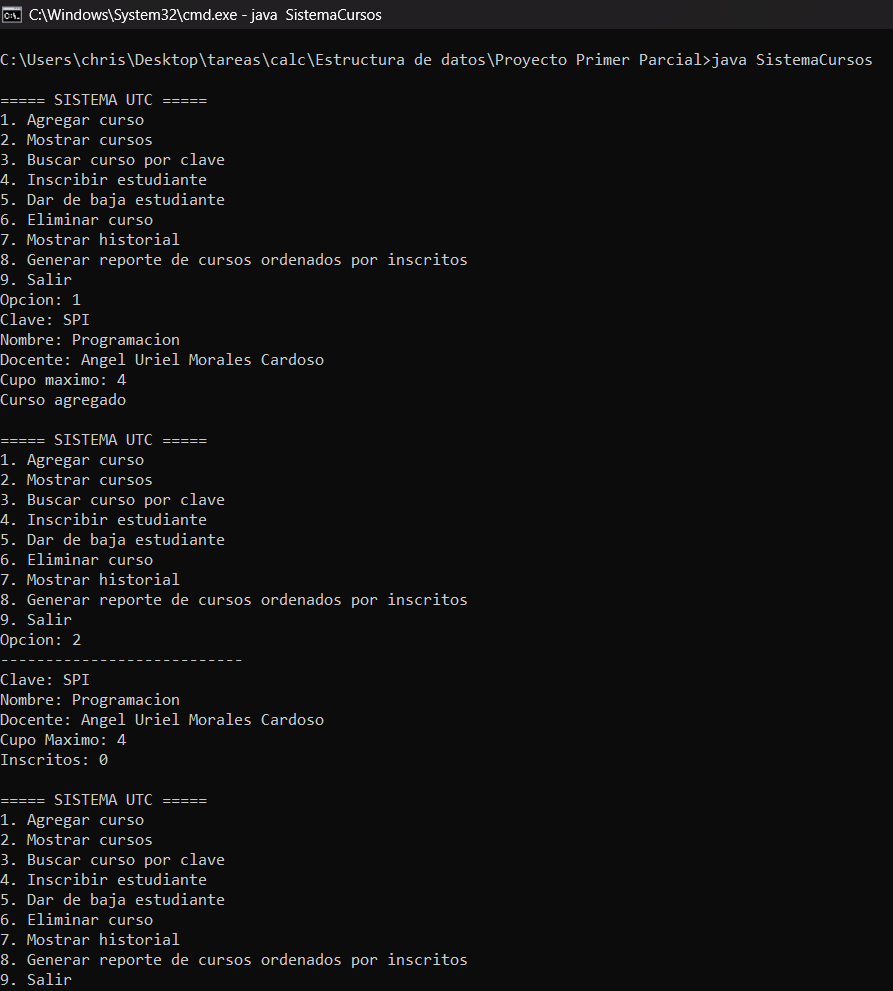 C:\Windows\System32\cmd.exe - java  SistemaCursos
C:\Users\chris\Desktop\tareas\calc\Estructura de datos\Proyecto Primer Parcial>java SistemaCursos
===== SISTEMA UTC =====
1. Agregar curso
2. Mostrar cursos
3. Buscar curso por clave
4. Inscribir estudiante
5. Dar de baja estudiante
6. Eliminar curso
7. Mostrar historial
8. Generar reporte de cursos ordenados por inscritos
9. Salir
Opcion: 1
Clave: SPI
Nombre: Programacion
Docente: Angel Uriel Morales Cardoso
Cupo maximo: 4
Curso agregado
===== SISTEMA UTC =====
1. Agregar curso
2. Mostrar cursos
3. Buscar curso por clave
4. Inscribir estudiante
5. Dar de baja estudiante
6. Eliminar curso
7. Mostrar historial
8. Generar reporte de cursos ordenados por inscritos
9. Salir
Opcion: 2
---------------------------
Clave: SPI
Nombre: Programacion
Docente: Angel Uriel Morales Cardoso
Cupo Maximo: 4
Inscritos: 0
===== SISTEMA UTC =====
1. Agregar curso
2. Mostrar cursos
3. Buscar curso por clave
4. Inscribir estudiante
5. Dar de baja estudiante
6. Eliminar curso
7. Mostrar historial
8. Generar reporte de cursos ordenados por inscritos
9. Salir